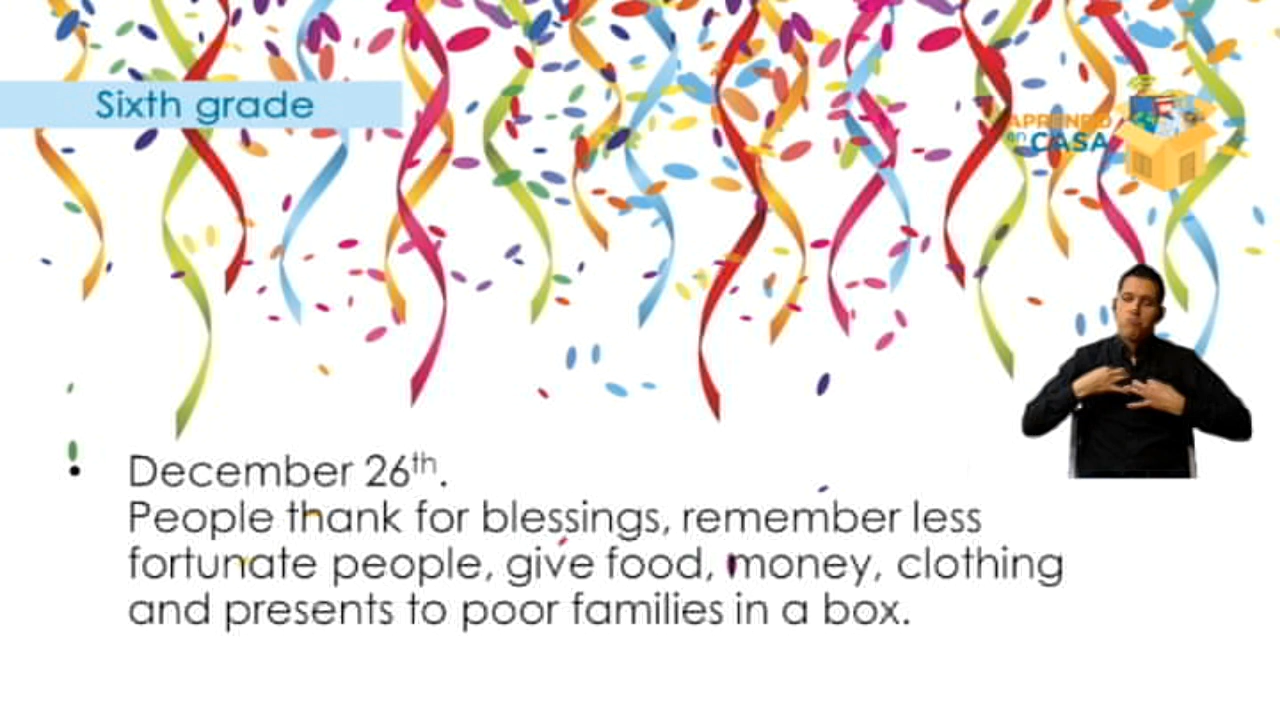 Sixth grade
APRENDO
en CASA
• December 26th.
People thank for blessings, remember less
fortunate people, give food, money, clothing
and presents to poor families in a box.